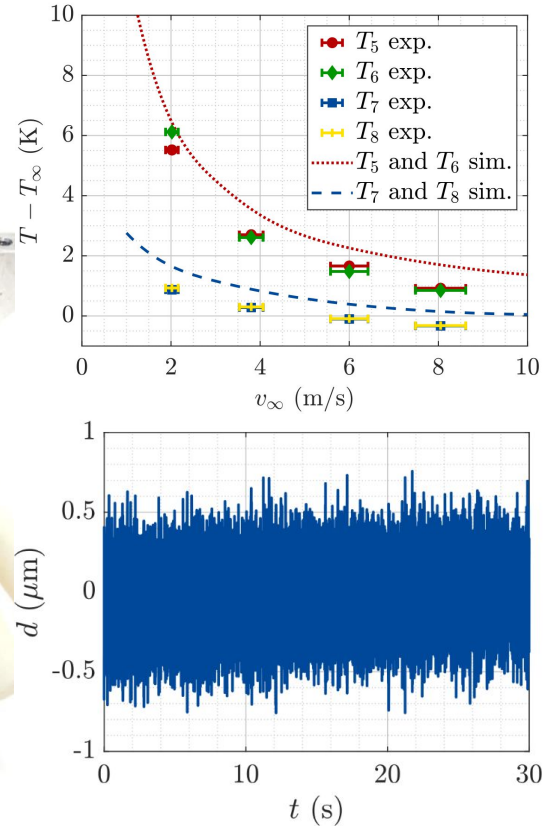 10
8
6
4
2
0
T − T∞ (K)
T5 exp.
T6 exp.
T7 exp.
T8 exp.
T5 and T6 sim.
T7 and T8 sim.
0 2 4 6 8 10
v∞ (m/s)
1
0.5
0
-0.5
-1
d (μm)
0 10 20 30
t (s)